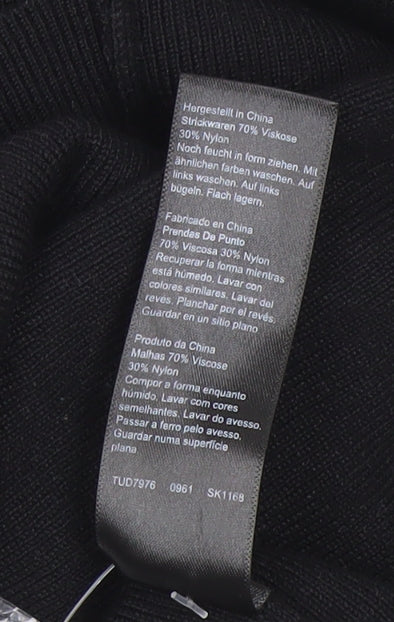 Hergestellt in China
Strickwaren 70% Viskose
30% Nylon
Noch feucht in form ziehen. Mit
ähnlichen farben waschen. Auf
links waschen. Auf links
bügeln. Flach lagern.
Fabricado en China
Prendas De Punto
70% Viscosa 30% Nylon
Recuperar la forma mientras
está húmedo. Lavar con
colores similares. Lavar del
revés. Planchar por el revés.
Guardar en un sitio plano
Produto da China
Malhas 70% Viscose
30% Nylon
Compor a forma enquanto
húmido. Lavar com cores
semelhantes. Lavar do avesso.
Passar a ferro pelo avesso.
Guardar numa superfície
plana
TUD7976 0961 SK1168